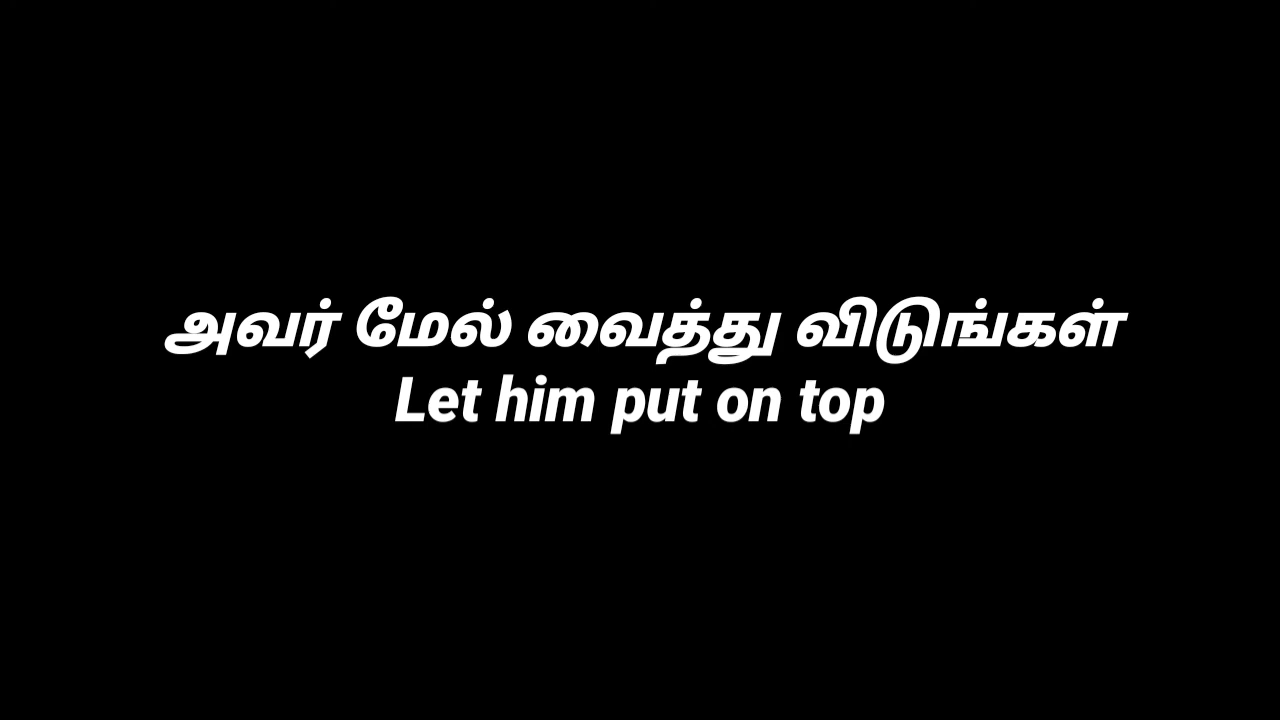 அவர் மேல் வைத்து விடுங்கள்
Let him put on top